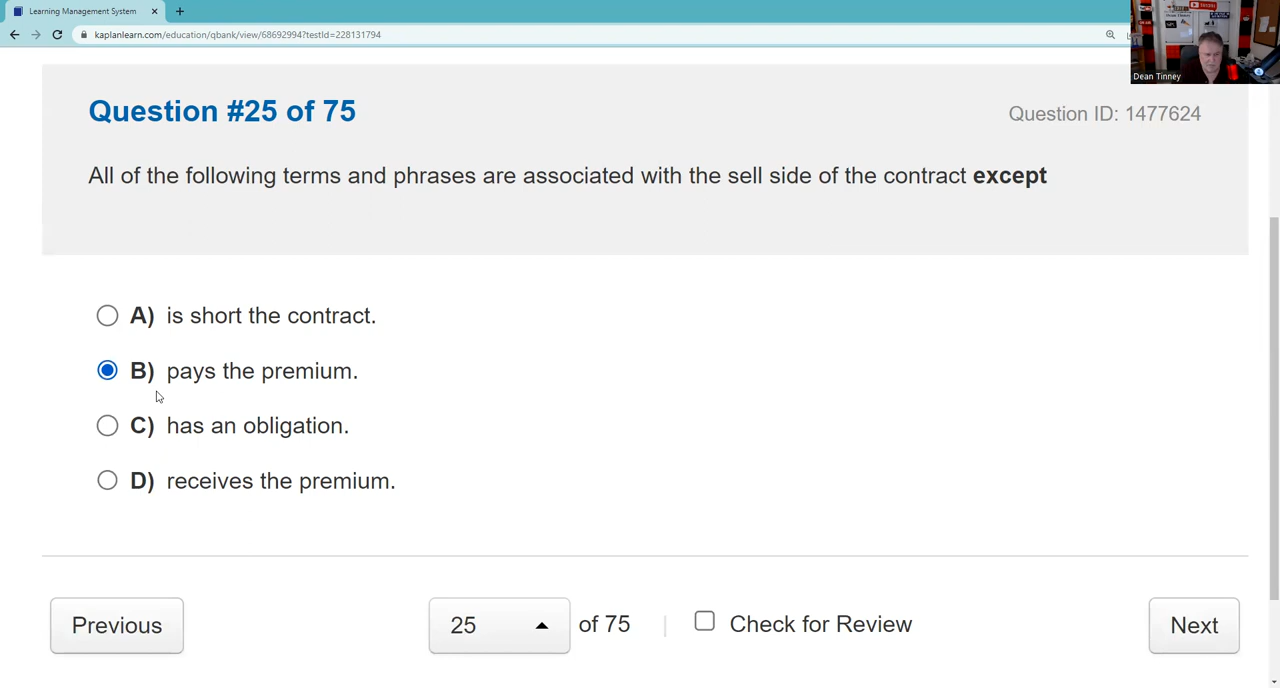 Learning Management System
kaplanlearn.com/education/qbank/view/68692994?testId=228131794
Dean Tinney
Question #25 of 75
Question ID: 1477624
All of the following terms and phrases are associated with the sell side of the contract except
A) is short the contract.
B) pays the premium.
C) has an obligation.
D) receives the premium.
Previous
25
of 75
Check for Review
Next